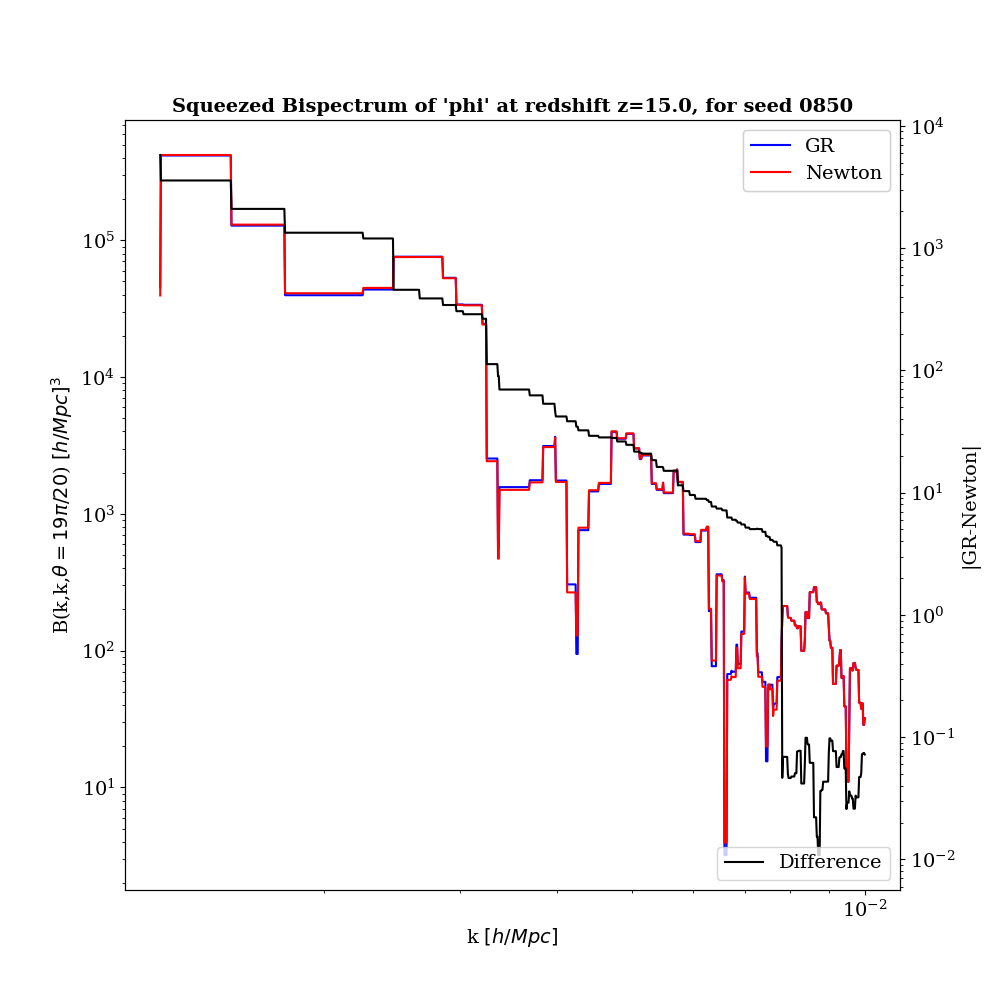 Squeezed Bispectrum of 'phi' at redshift z=15.0, for seed 0850
GR
Newton
Difference
10⁵
10⁴
10³
10²
10¹
B(k,k,θ = 19π/20) [h/Mpc]³
10⁴
10³
10²
10¹
10⁰
10⁻¹
10⁻²
|GR-Newton|
10⁻²
k [h/Mpc]